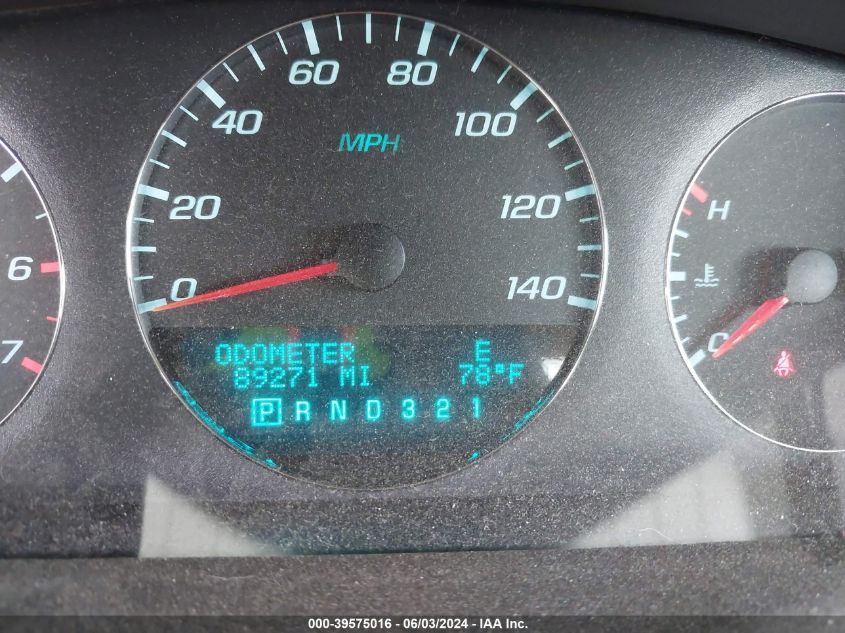 60 80
40 100
MPH
20 120
0 140
6
7
H
C
ODOMETER E
89271 MI 78°F
P R N D 3 2 1
000-39575016 - 06/03/2024 - IAA Inc.